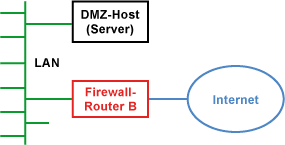 DMZ-Host
(Server)
LAN
Firewall-
Router B
Internet